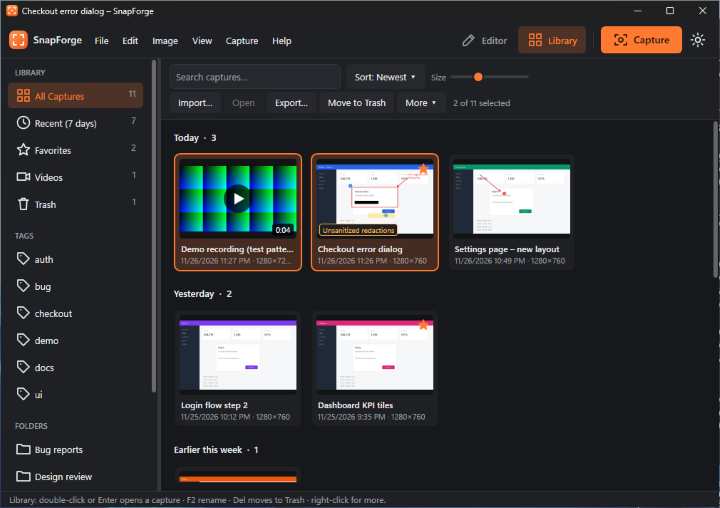 Checkout error dialog – SnapForge
SnapForge File Edit Image View Capture Help Editor Library Capture
LIBRARY
All Captures 11
Recent (7 days) 7
Favorites 2
Videos 1
Trash 1
TAGS
auth
bug
checkout
demo
docs
ui
FOLDERS
Bug reports
Design review
Search captures... Sort: Newest Size
Import... Open Export... Move to Trash More 2 of 11 selected
Today · 3
0:04
Demo recording (test patte...
11/26/2026 11:27 PM · 1280×72...
Unsanitized redactions
Checkout error dialog
11/26/2026 11:26 PM · 1280×760
Settings page – new layout
11/26/2026 10:49 PM · 1280×760
Yesterday · 2
Login flow step 2
11/25/2026 10:12 PM · 1280×760
Dashboard KPI tiles
11/25/2026 9:35 PM · 1280×760
Earlier this week · 1
Library: double-click or Enter opens a capture · F2 rename · Del moves to Trash · right-click for more.